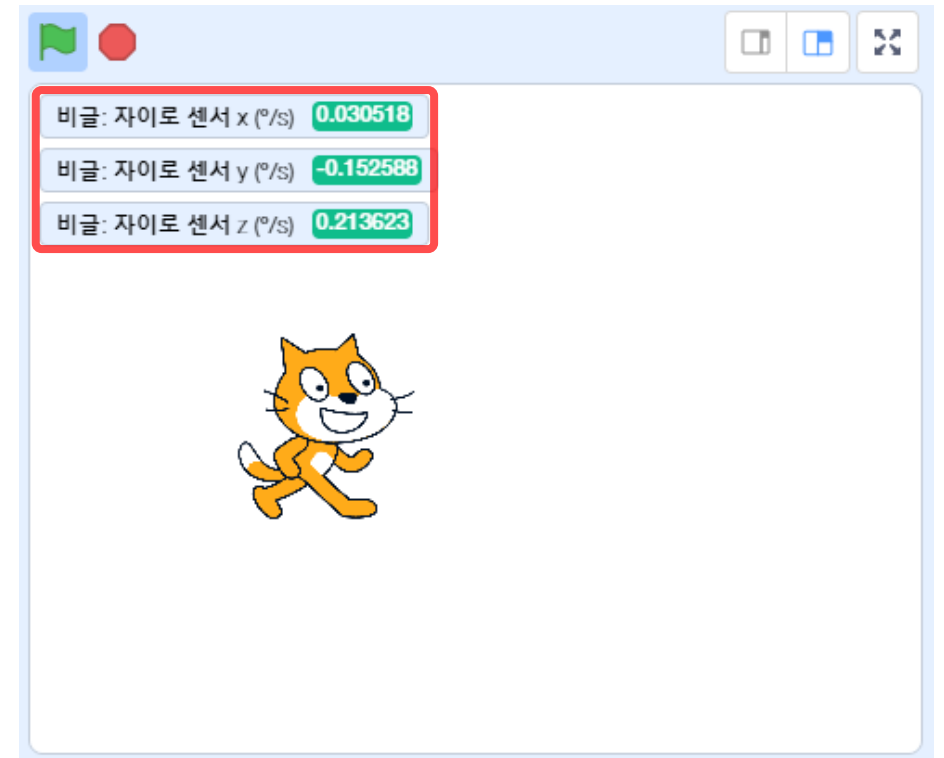 비글: 자이로 센서 x (º/s) 0.030518
비글: 자이로 센서 y (º/s) -0.152588
비글: 자이로 센서 z (º/s) 0.213623